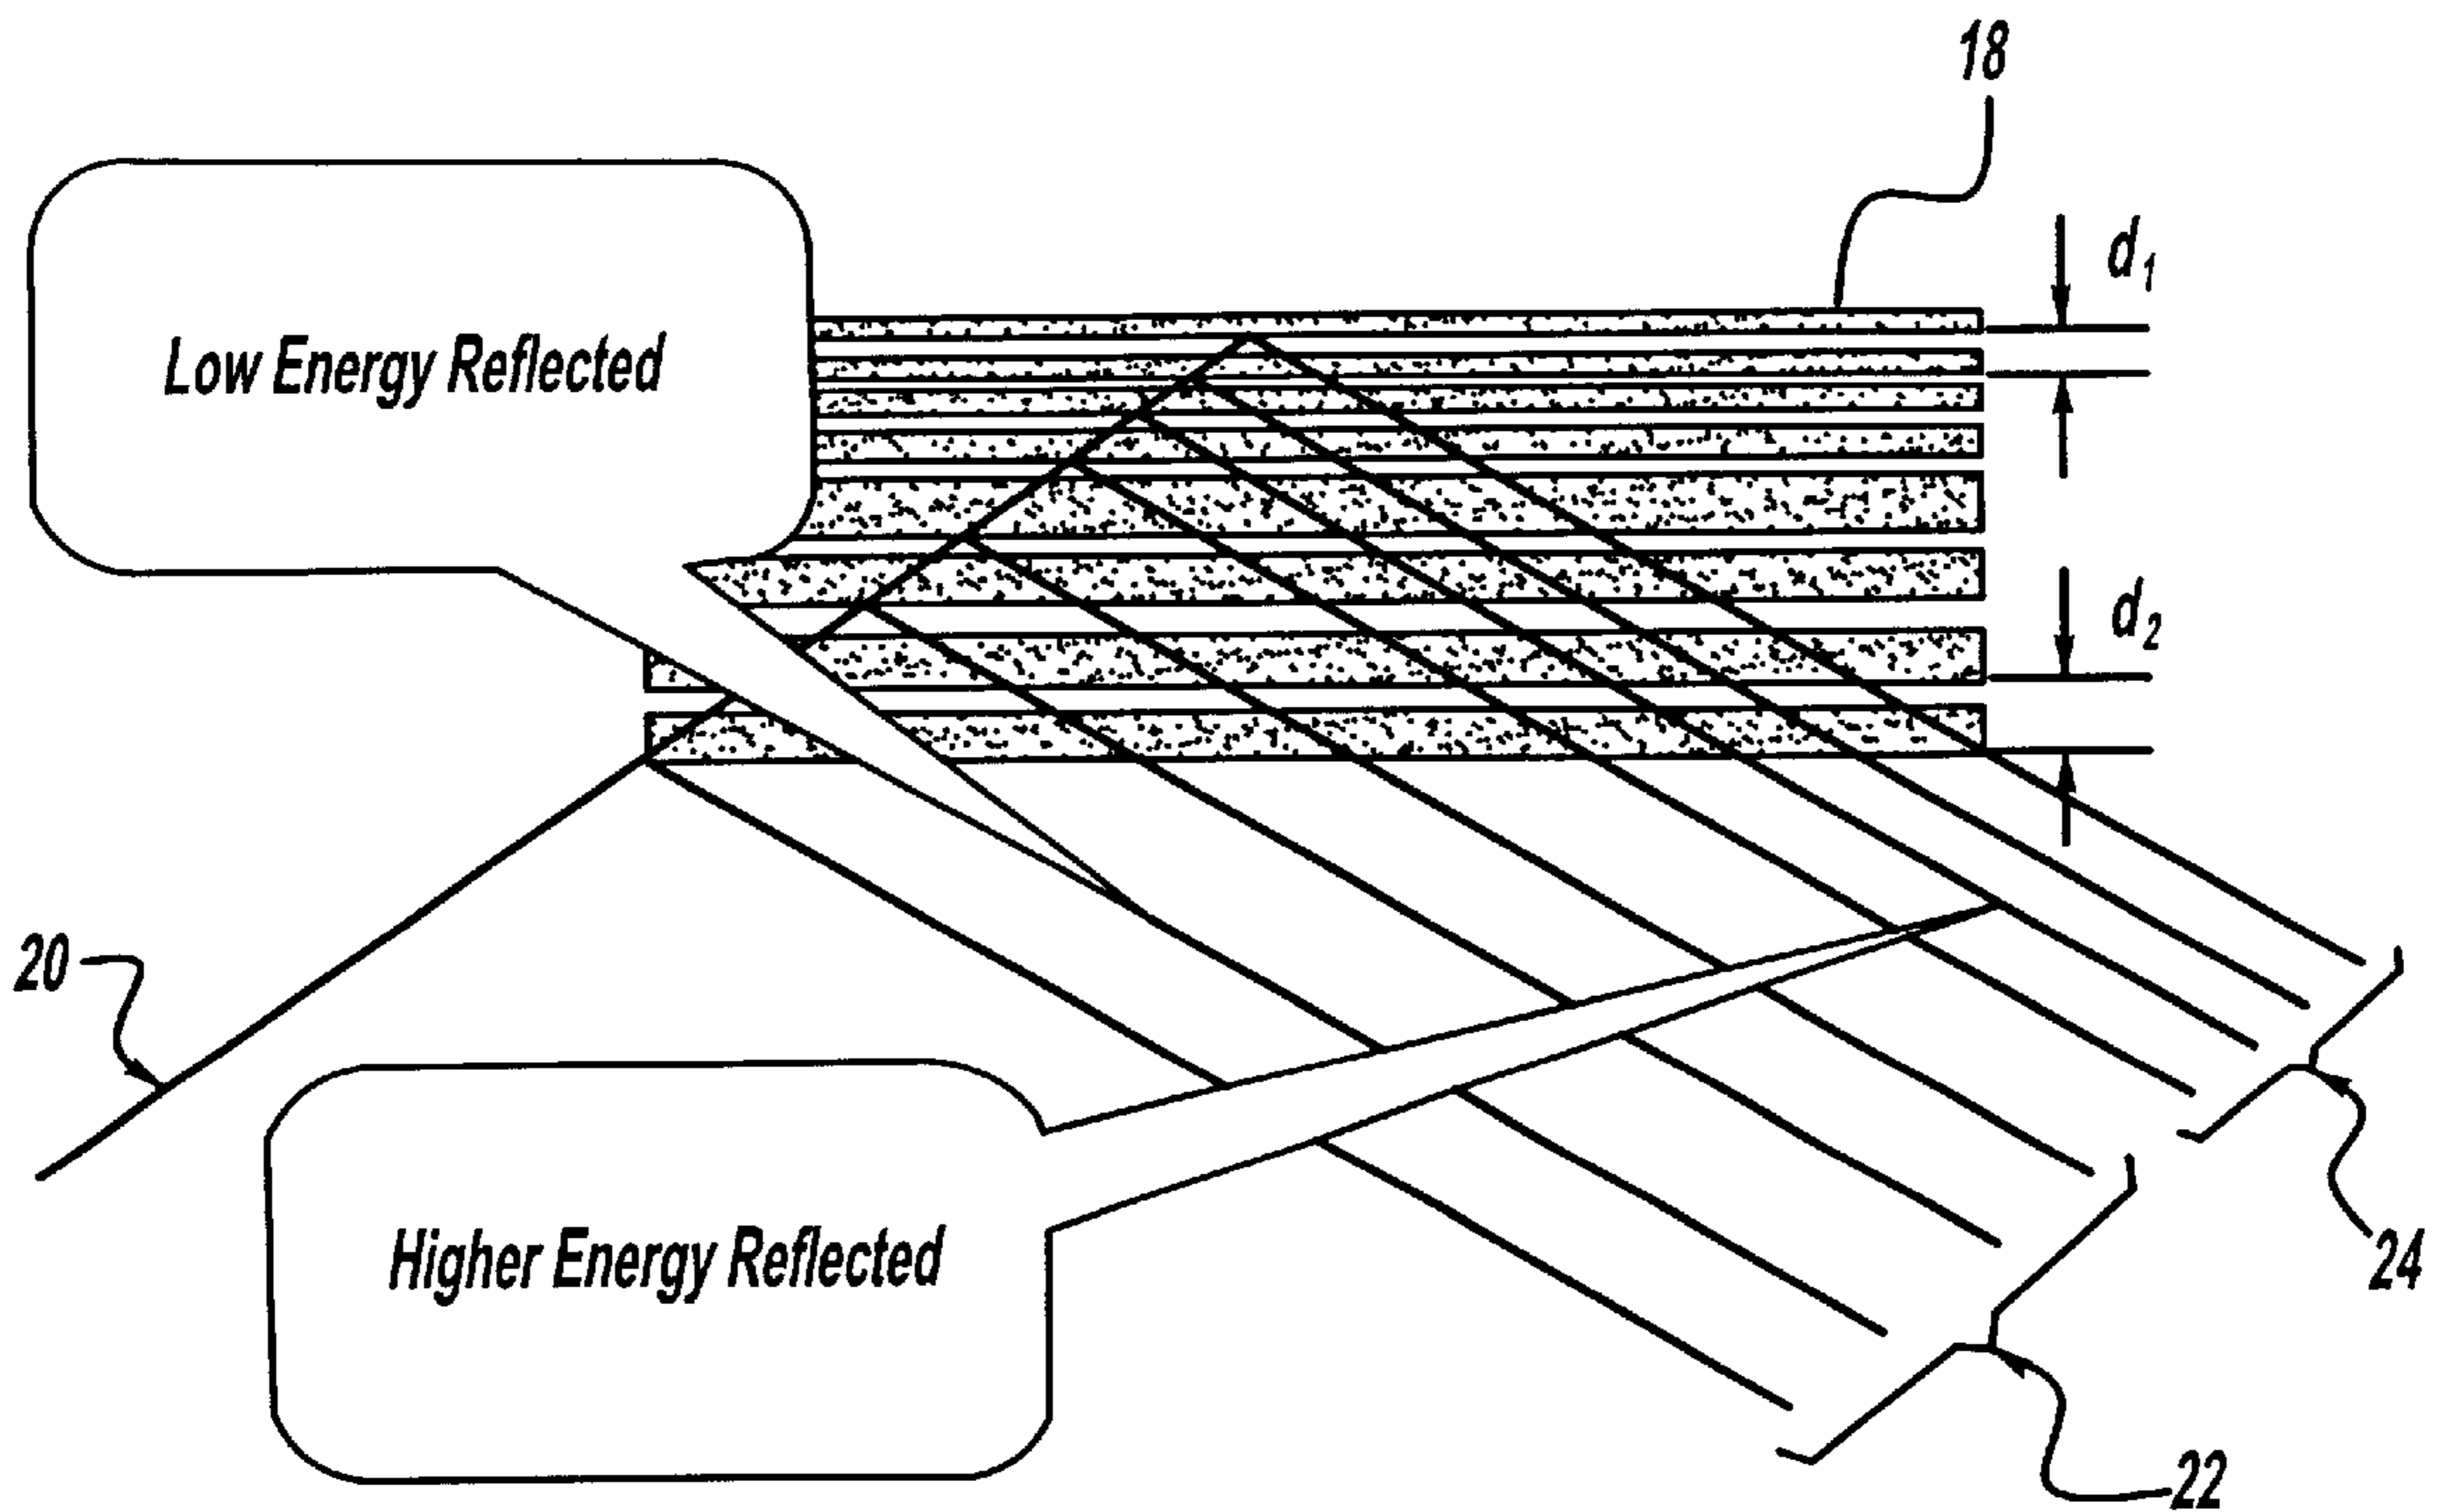 18
d1
Low Energy Reflected
d2
20
Higher Energy Reflected
24
22